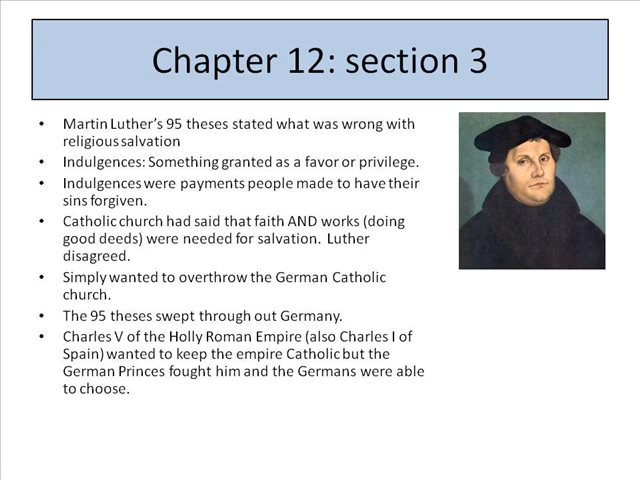 Chapter 12: section 3
• Martin Luther's 95 theses stated what was wrong with
religious salvation
• Indulgences: Something granted as a favor or privilege.
• Indulgences were payments people made to have their
sins forgiven.
• Catholic church had said that faith AND works (doing
good deeds) were needed for salvation.  Luther
disagreed.
• Simply wanted to overthrow the German Catholic
church.
• The 95 theses swept through out Germany.
• Charles V of the Holly Roman Empire (also Charles I of
Spain) wanted to keep the empire Catholic but the
German Princes fought him and the Germans were able
to choose.